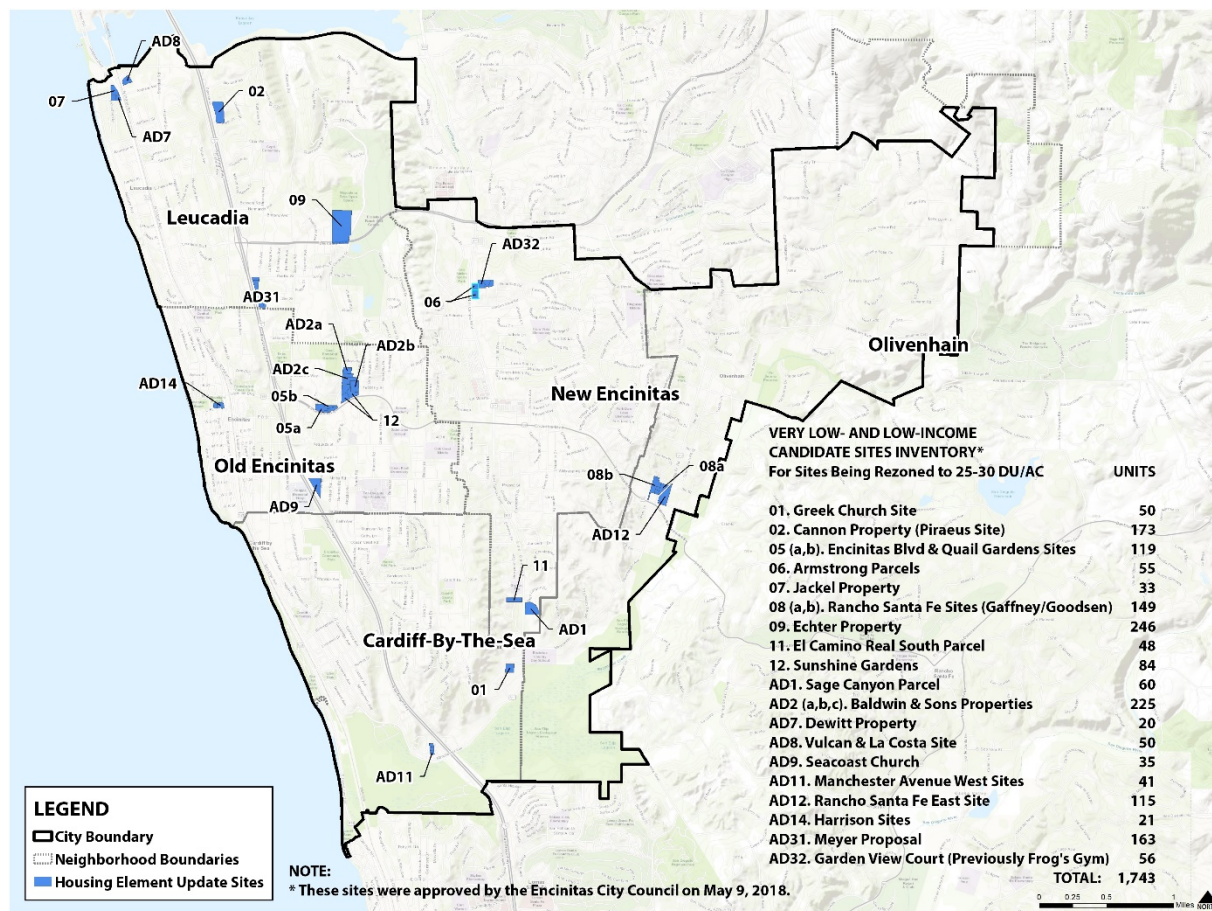 AD8
07
02
AD7
Leucadia
09
AD32
06
AD31
AD2a
AD2b
AD2c
AD14
05b
05a
12
Olivenhain
New Encinitas
Old Encinitas
AD9
08b
08a
AD12
11
AD1
Cardiff-By-The-Sea
01
AD11
VERY LOW- AND LOW-INCOME
CANDIDATE SITES INVENTORY*
For Sites Being Rezoned to 25-30 DU/AC UNITS
01. Greek Church Site 50
02. Cannon Property (Piraeus Site) 173
05 (a,b). Encinitas Blvd & Quail Gardens Sites 119
06. Armstrong Parcels 55
07. Jackel Property 33
08 (a,b). Rancho Santa Fe Sites (Gaffney/Goodsen) 149
09. Echter Property 246
11. El Camino Real South Parcel 48
12. Sunshine Gardens 84
AD1. Sage Canyon Parcel 60
AD2 (a,b,c). Baldwin & Sons Properties 225
AD7. Dewitt Property 20
AD8. Vulcan & La Costa Site 50
AD9. Seacoast Church 35
AD11. Manchester Avenue West Sites 41
AD12. Rancho Santa Fe East Site 115
AD14. Harrison Sites 21
AD31. Meyer Proposal 163
AD32. Garden View Court (Previously Frog's Gym) 56
TOTAL: 1,743
LEGEND
City Boundary
Neighborhood Boundaries
Housing Element Update Sites
NOTE:
* These sites were approved by the Encinitas City Council on May 9, 2018.
0 0.25 0.5 1
Miles
NORTH